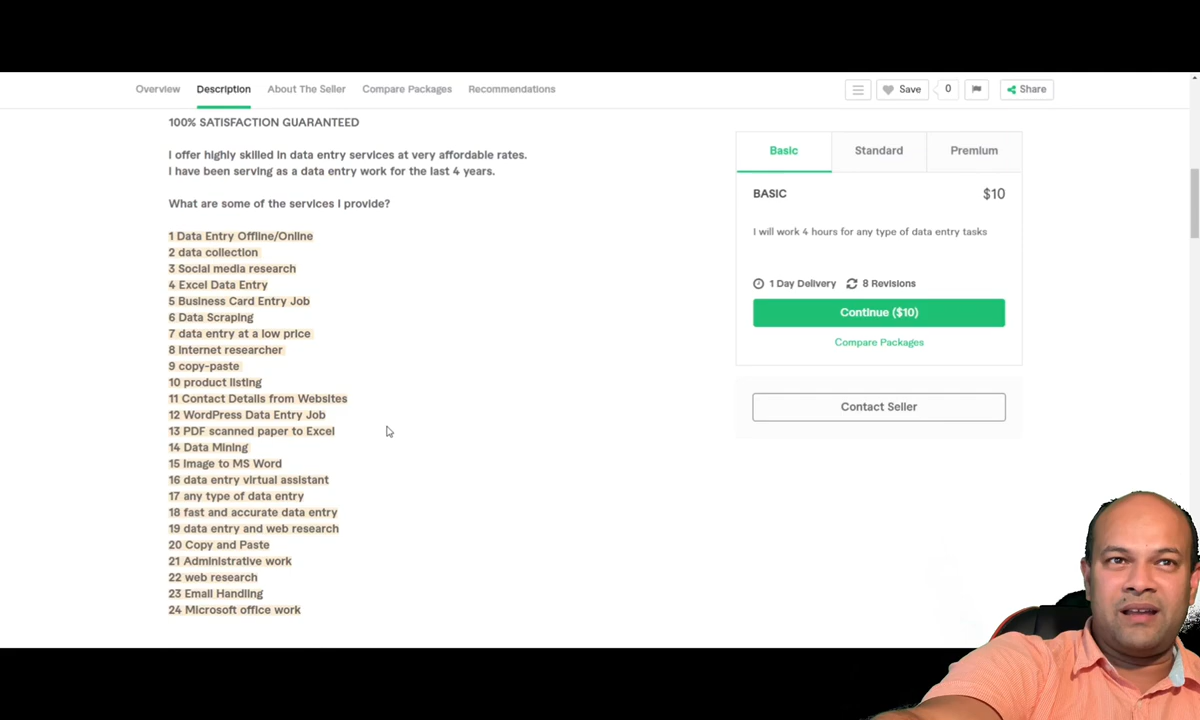 Overview Description About The Seller Compare Packages Recommendations Save 0 Share
100% SATISFACTION GUARANTEED
I offer highly skilled in data entry services at very affordable rates.
I have been serving as a data entry work for the last 4 years.
What are some of the services I provide?
1 Data Entry Offline/Online
2 data collection
3 Social media research
4 Excel Data Entry
5 Business Card Entry Job
6 Data Scraping
7 data entry at a low price
8 Internet researcher
9 copy-paste
10 product listing
11 Contact Details from Websites
12 WordPress Data Entry Job
13 PDF scanned paper to Excel
14 Data Mining
15 Image to MS Word
16 data entry virtual assistant
17 any type of data entry
18 fast and accurate data entry
19 data entry and web research
20 Copy and Paste
21 Administrative work
22 web research
23 Email Handling
24 Microsoft office work
Basic Standard Premium
BASIC $10
I will work 4 hours for any type of data entry tasks
1 Day Delivery 8 Revisions
Continue ($10)
Compare Packages
Contact Seller